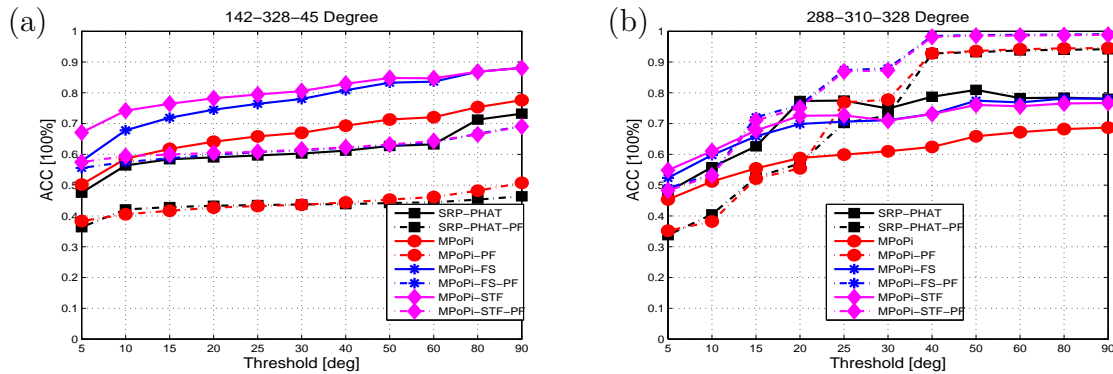 (a)
142−328−45 Degree
ACC [100%]
1
0.9
0.8
0.7
0.6
0.5
0.4
0.3
0.2
0.1
0
5 10 15 20 25 30 40 50 60 80 90
Threshold [deg]
SRP−PHAT
SRP−PHAT−PF
MPoPi
MPoPi−PF
MPoPi−FS
MPoPi−FS−PF
MPoPi−STF
MPoPi−STF−PF
(b)
288−310−328 Degree
ACC [100%]
1
0.9
0.8
0.7
0.6
0.5
0.4
0.3
0.2
0.1
0
5 10 15 20 25 30 40 50 60 80 90
Threshold [deg]
SRP−PHAT
SRP−PHAT−PF
MPoPi
MPoPi−PF
MPoPi−FS
MPoPi−FS−PF
MPoPi−STF
MPoPi−STF−PF